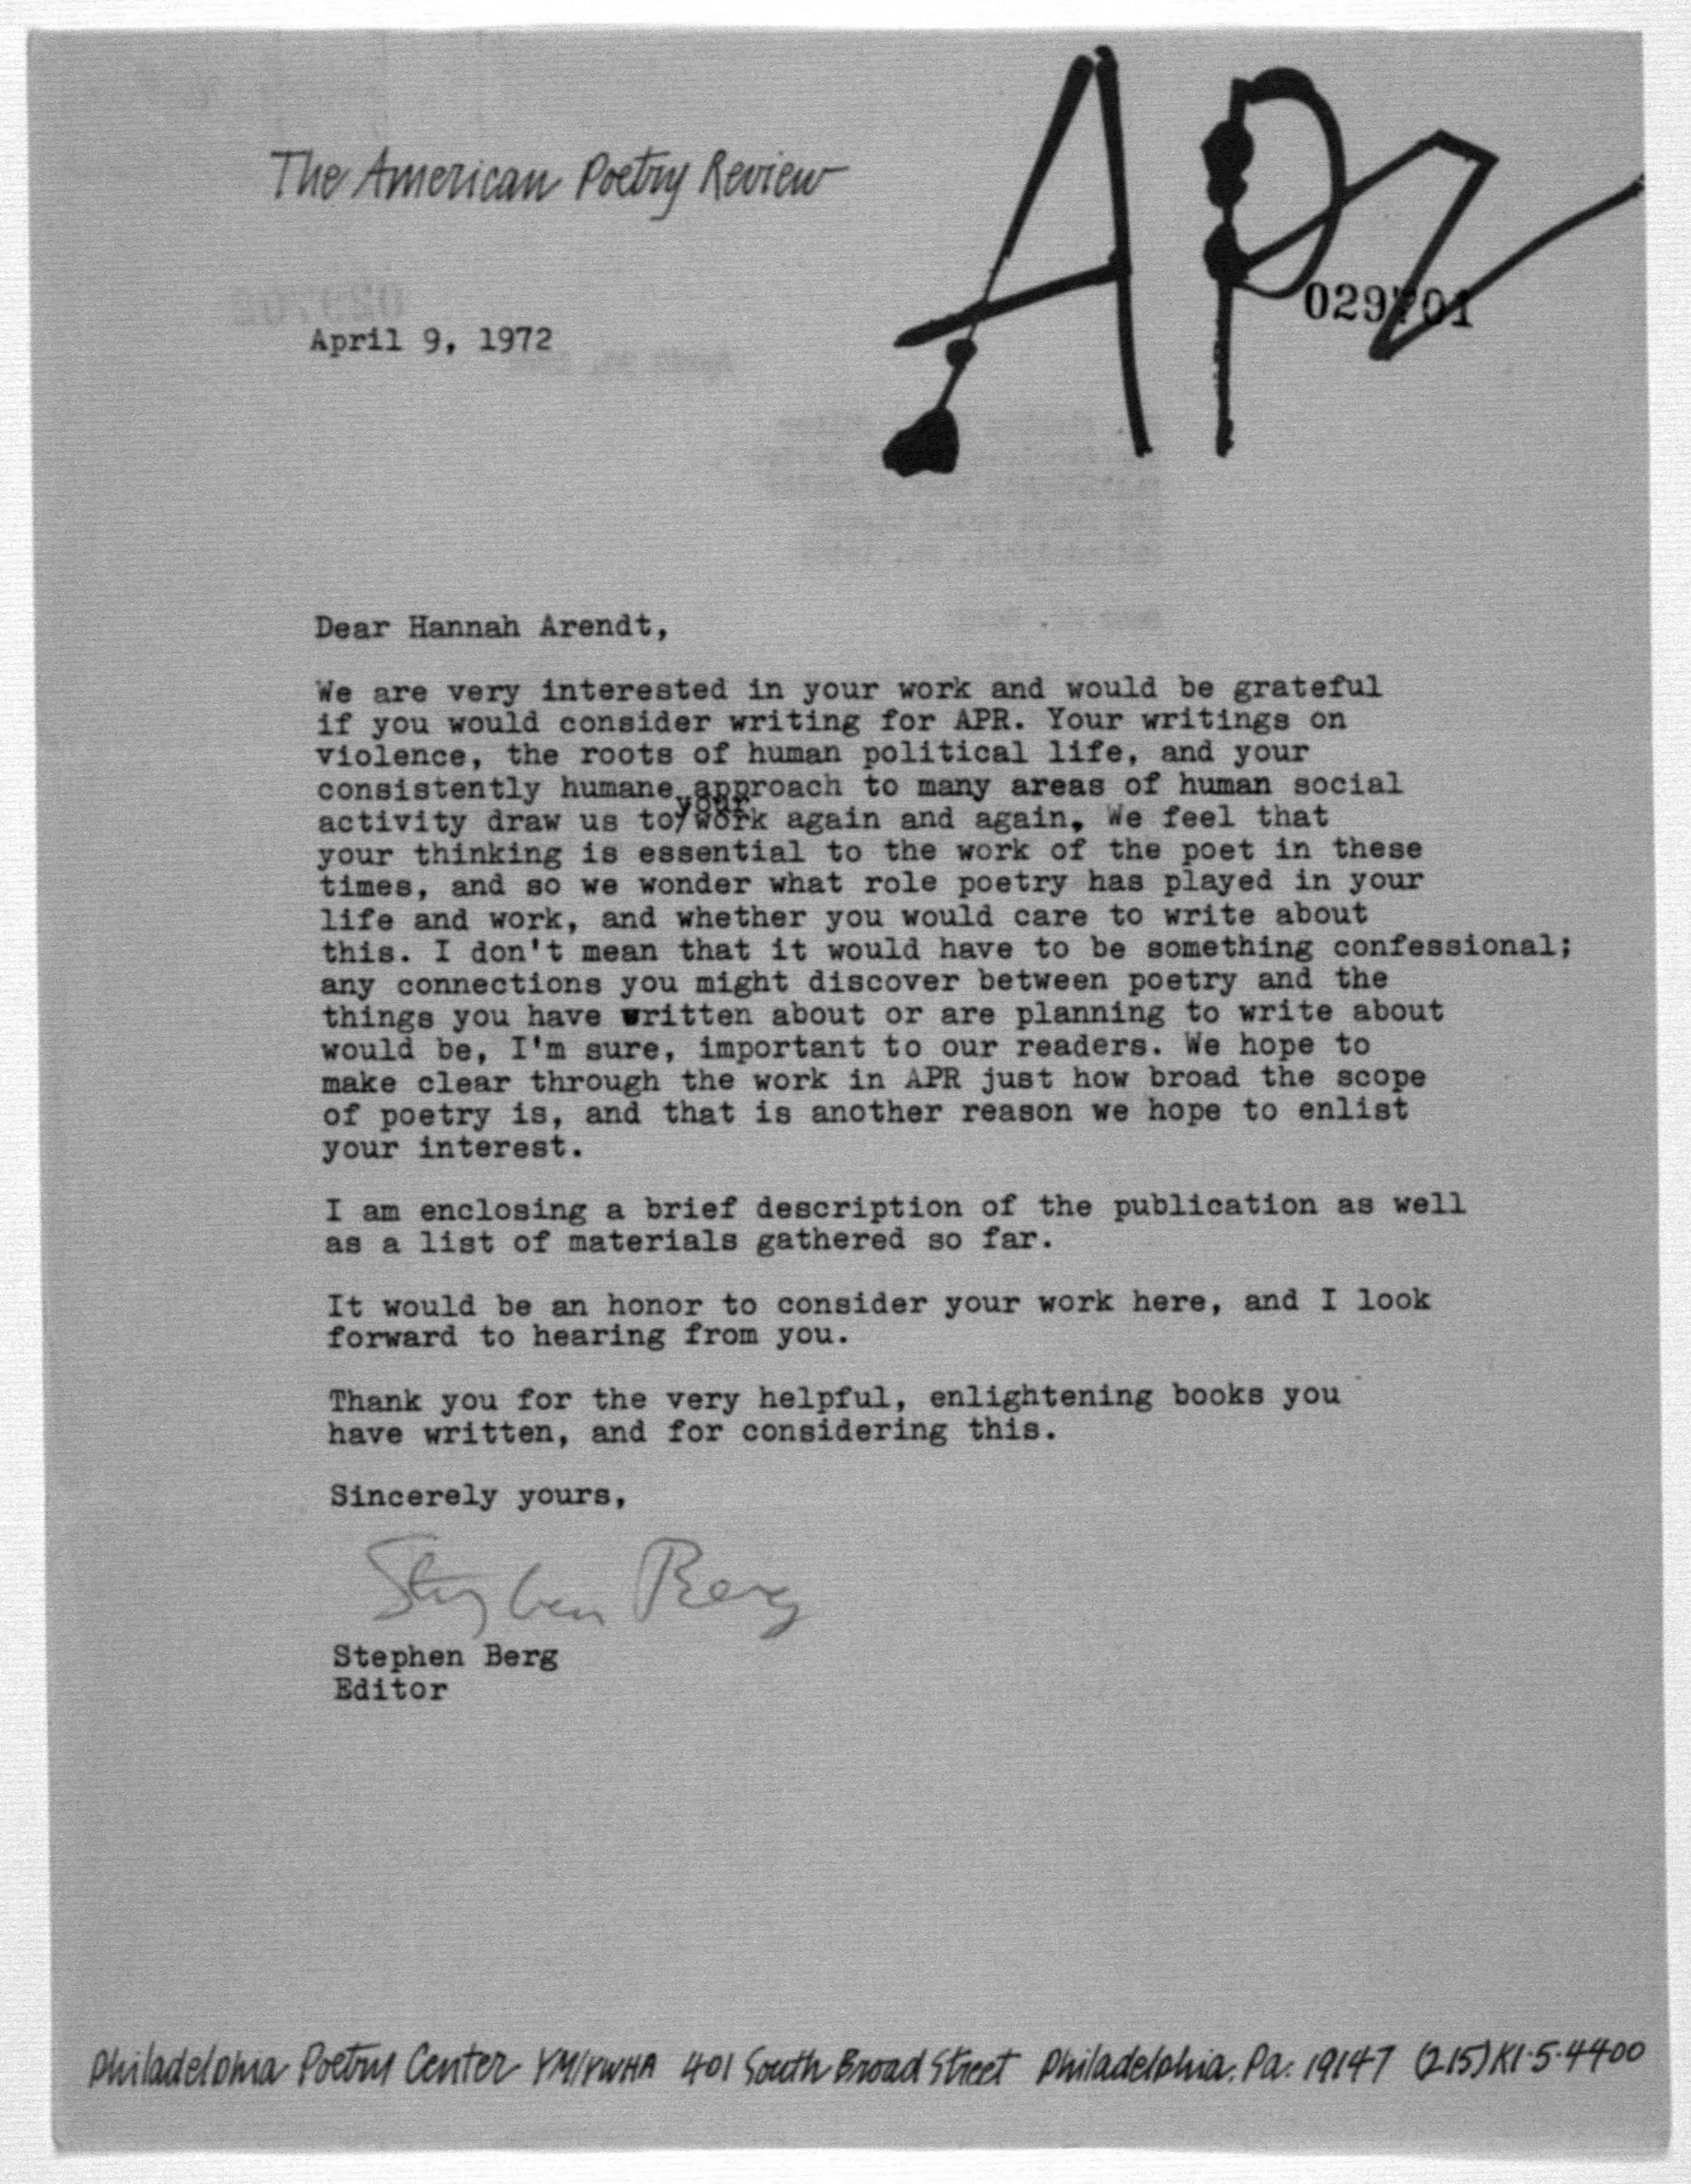 The American Poetry Review
APR
029701
April 9, 1972
Dear Hannah Arendt,
We are very interested in your work and would be grateful
if you would consider writing for APR. Your writings on
violence, the roots of human political life, and your
consistently humane approach to many areas of human social
activity draw us to/your work again and again. We feel that
your thinking is essential to the work of the poet in these
times, and so we wonder what role poetry has played in your
life and work, and whether you would care to write about
this. I don't mean that it would have to be something confessional;
any connections you might discover between poetry and the
things you have written about or are planning to write about
would be, I'm sure, important to our readers. We hope to
make clear through the work in APR just how broad the scope
of poetry is, and that is another reason we hope to enlist
your interest.
I am enclosing a brief description of the publication as well
as a list of materials gathered so far.
It would be an honor to consider your work here, and I look
forward to hearing from you.
Thank you for the very helpful, enlightening books you
have written, and for considering this.
Sincerely yours,
Stephen Berg
Stephen Berg
Editor
Philadelphia Poetry Center YM/YWHA 401 South Broad Street Philadelphia. Pa. 19147 (215) KI-5-4400